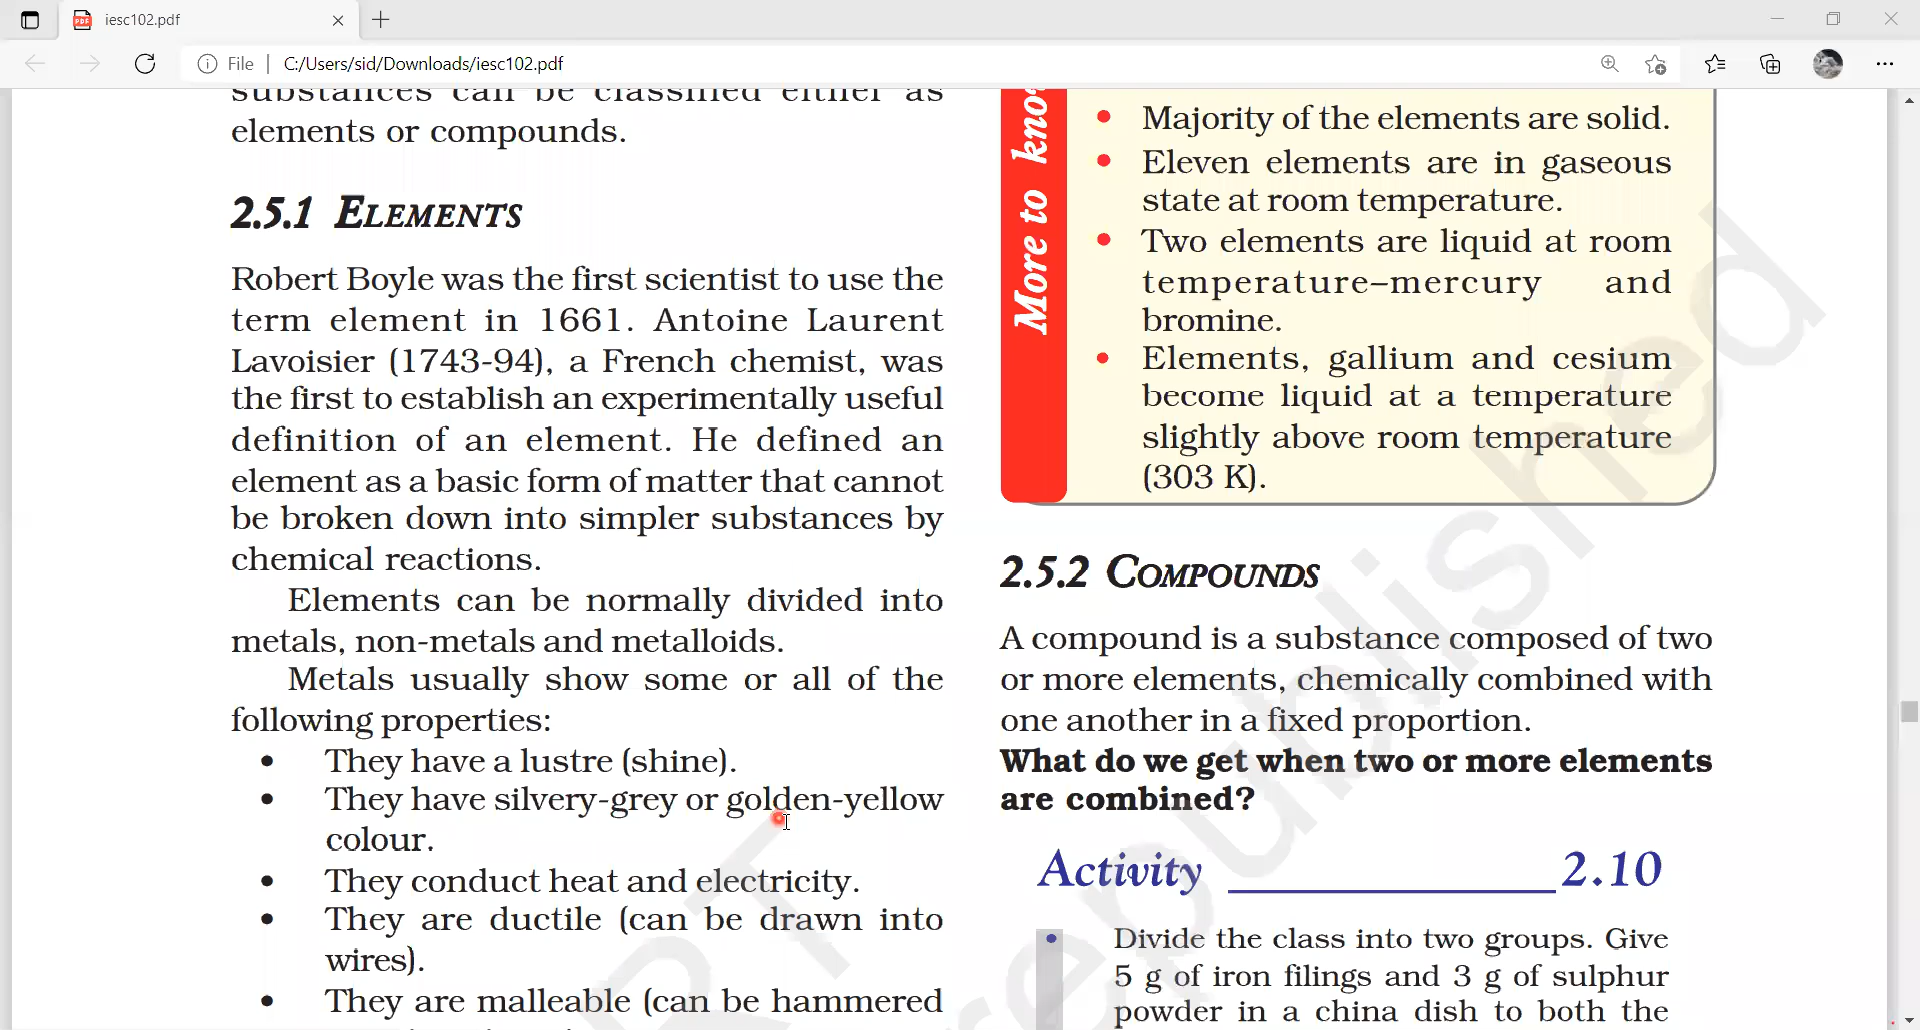 iesc102.pdf
File
C:/Users/sid/Downloads/iesc102.pdf
substances can be classified either as
elements or compounds.
2.5.1 ELEMENTS
Robert Boyle was the first scientist to use the
term element in 1661. Antoine Laurent
Lavoisier (1743-94), a French chemist, was
the first to establish an experimentally useful
definition of an element. He defined an
element as a basic form of matter that cannot
be broken down into simpler substances by
chemical reactions.
Elements can be normally divided into
metals, non-metals and metalloids.
Metals usually show some or all of the
following properties:
• They have a lustre (shine).
• They have silvery-grey or golden-yellow
colour.
• They conduct heat and electricity.
• They are ductile (can be drawn into
wires).
• They are malleable (can be hammered
More to know
• Majority of the elements are solid.
• Eleven elements are in gaseous
state at room temperature.
• Two elements are liquid at room
temperature–mercury and
bromine.
• Elements, gallium and cesium
become liquid at a temperature
slightly above room temperature
(303 K).
2.5.2 COMPOUNDS
A compound is a substance composed of two
or more elements, chemically combined with
one another in a fixed proportion.
What do we get when two or more elements
are combined?
Activity 2.10
• Divide the class into two groups. Give
5 g of iron filings and 3 g of sulphur
powder in a china dish to both the
republished